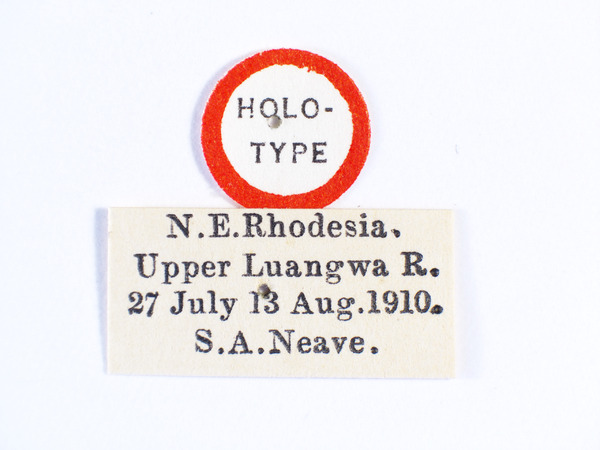 HOLO-
TYPE
N.E.Rhodesia.
Upper Luangwa R.
27 July 13 Aug.1910.
S.A.Neave.